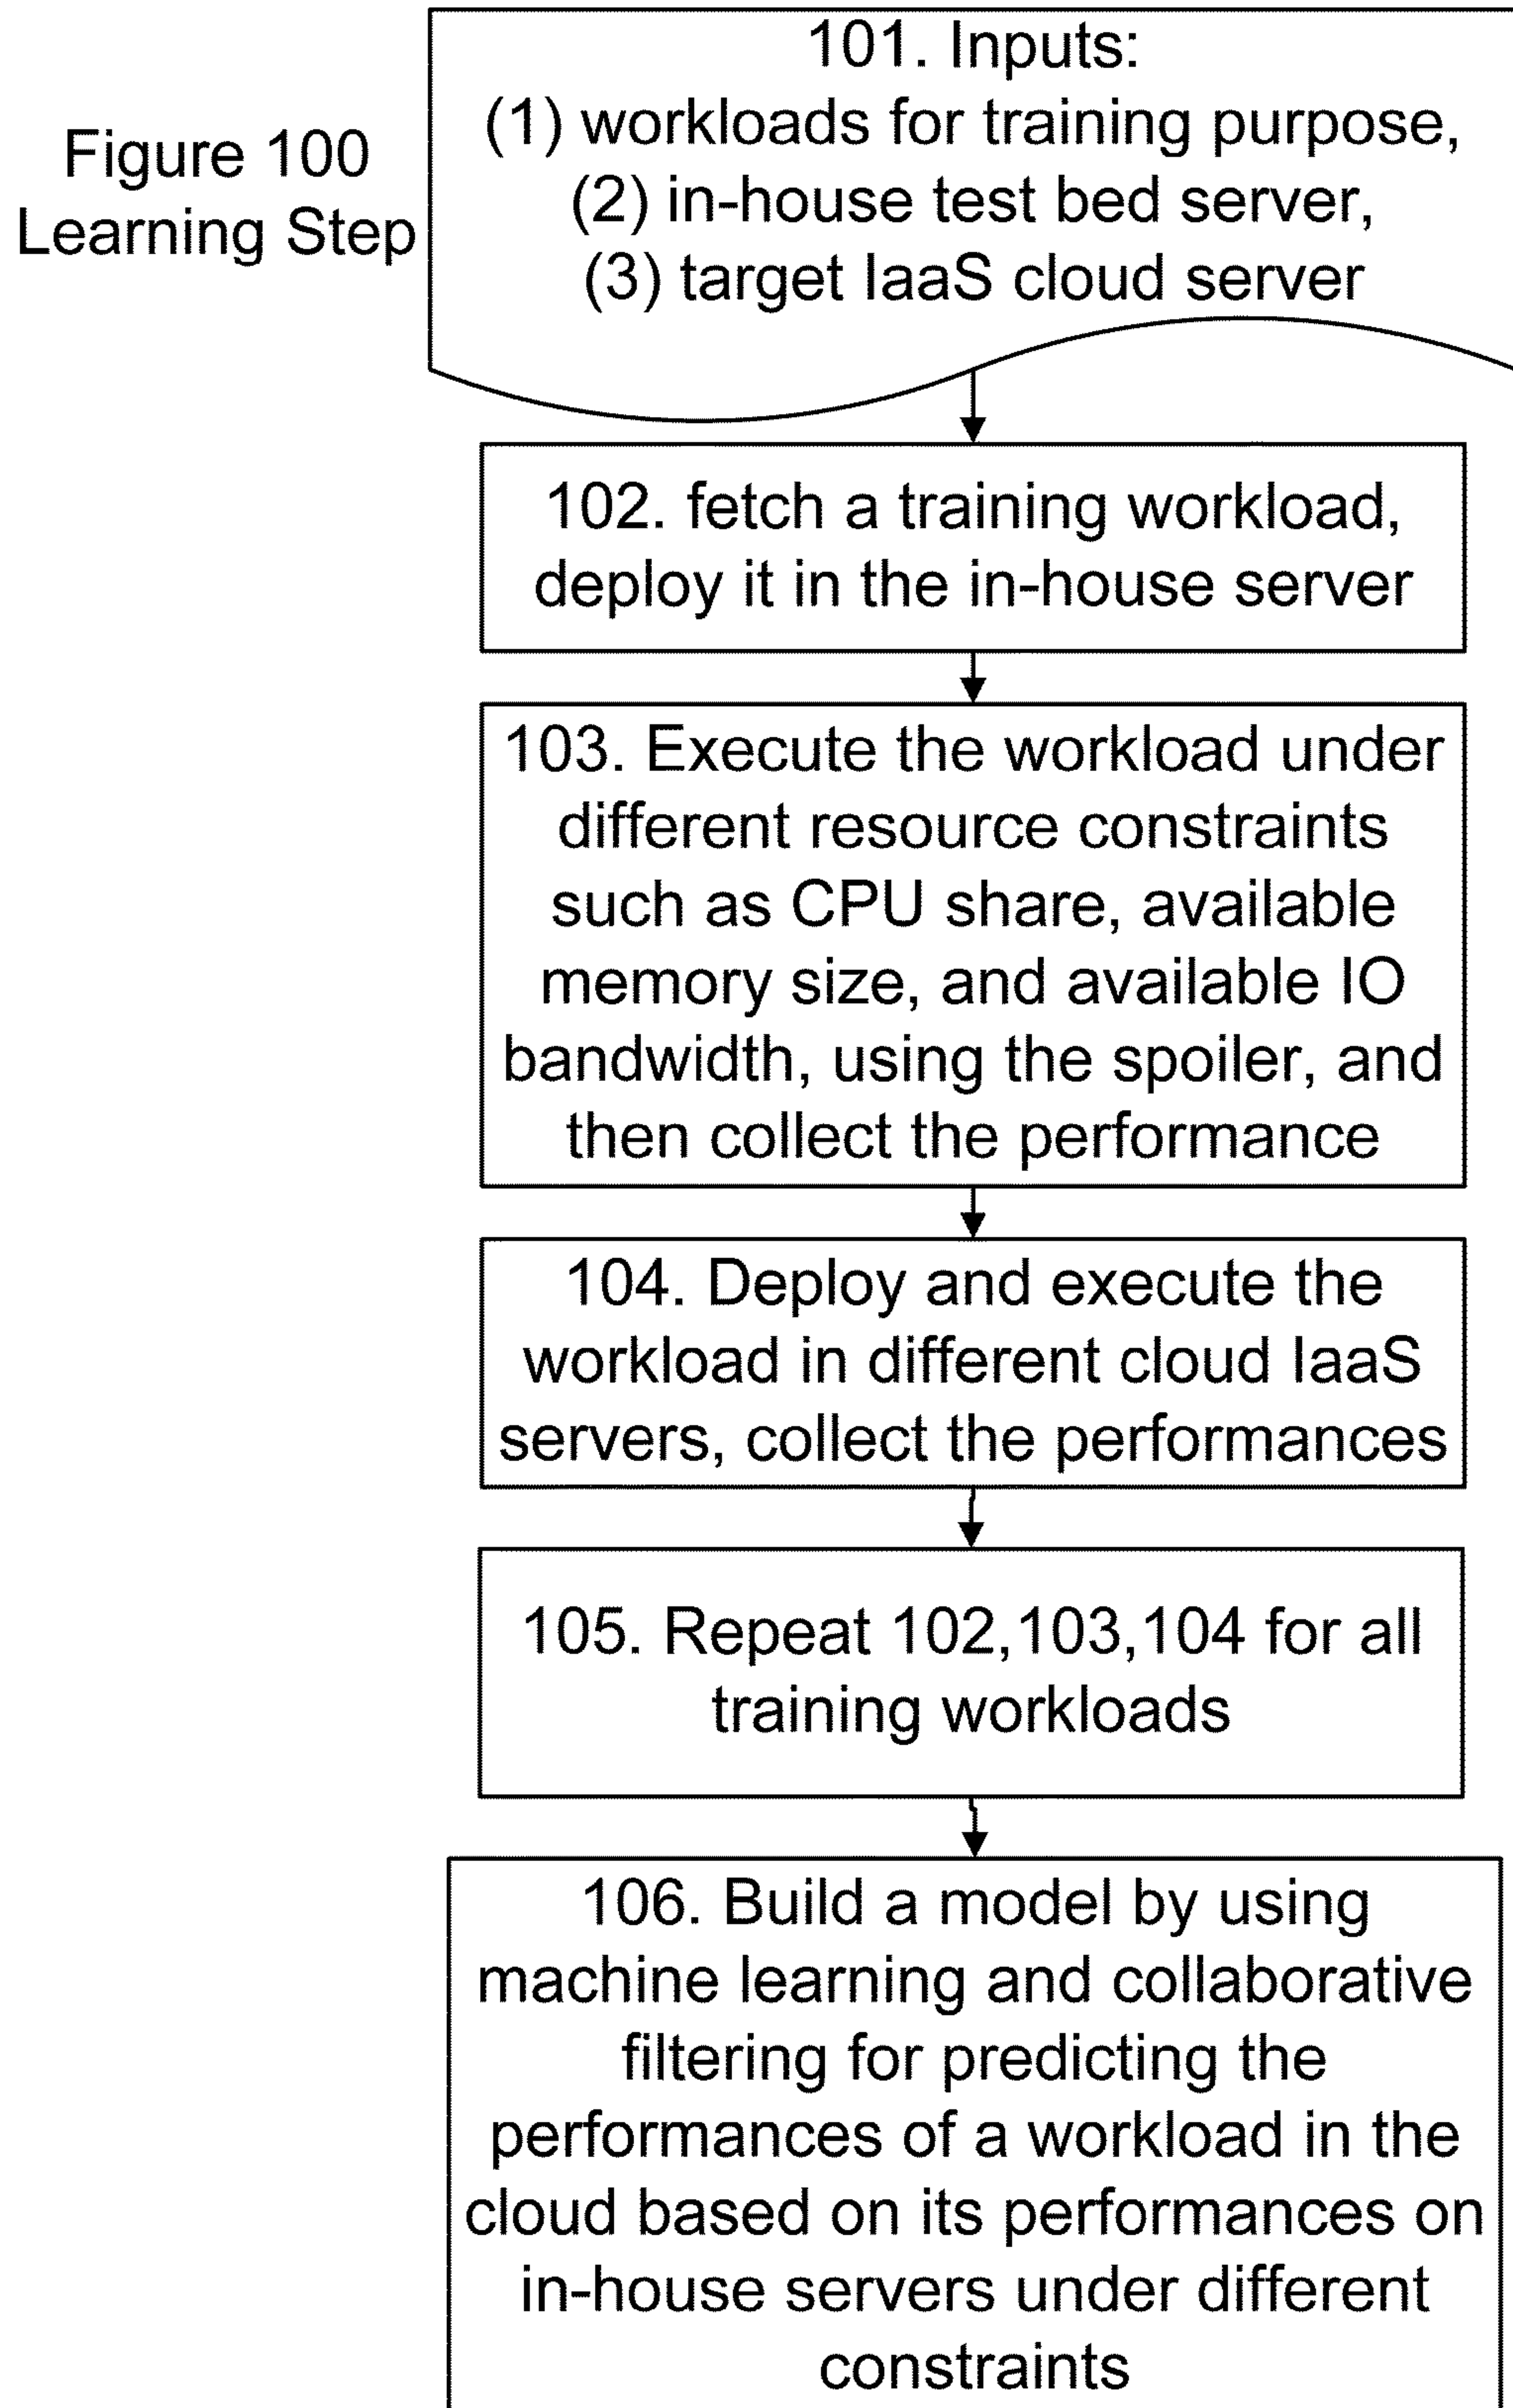 Figure 100
Learning Step
101. Inputs:
(1) workloads for training purpose,
(2) in-house test bed server,
(3) target IaaS cloud server
102. fetch a training workload,
deploy it in the in-house server
103. Execute the workload under
different resource constraints
such as CPU share, available
memory size, and available IO
bandwidth, using the spoiler, and
then collect the performance
104. Deploy and execute the
workload in different cloud IaaS
servers, collect the performances
105. Repeat 102,103,104 for all
training workloads
106. Build a model by using
machine learning and collaborative
filtering for predicting the
performances of a workload in the
cloud based on its performances on
in-house servers under different
constraints